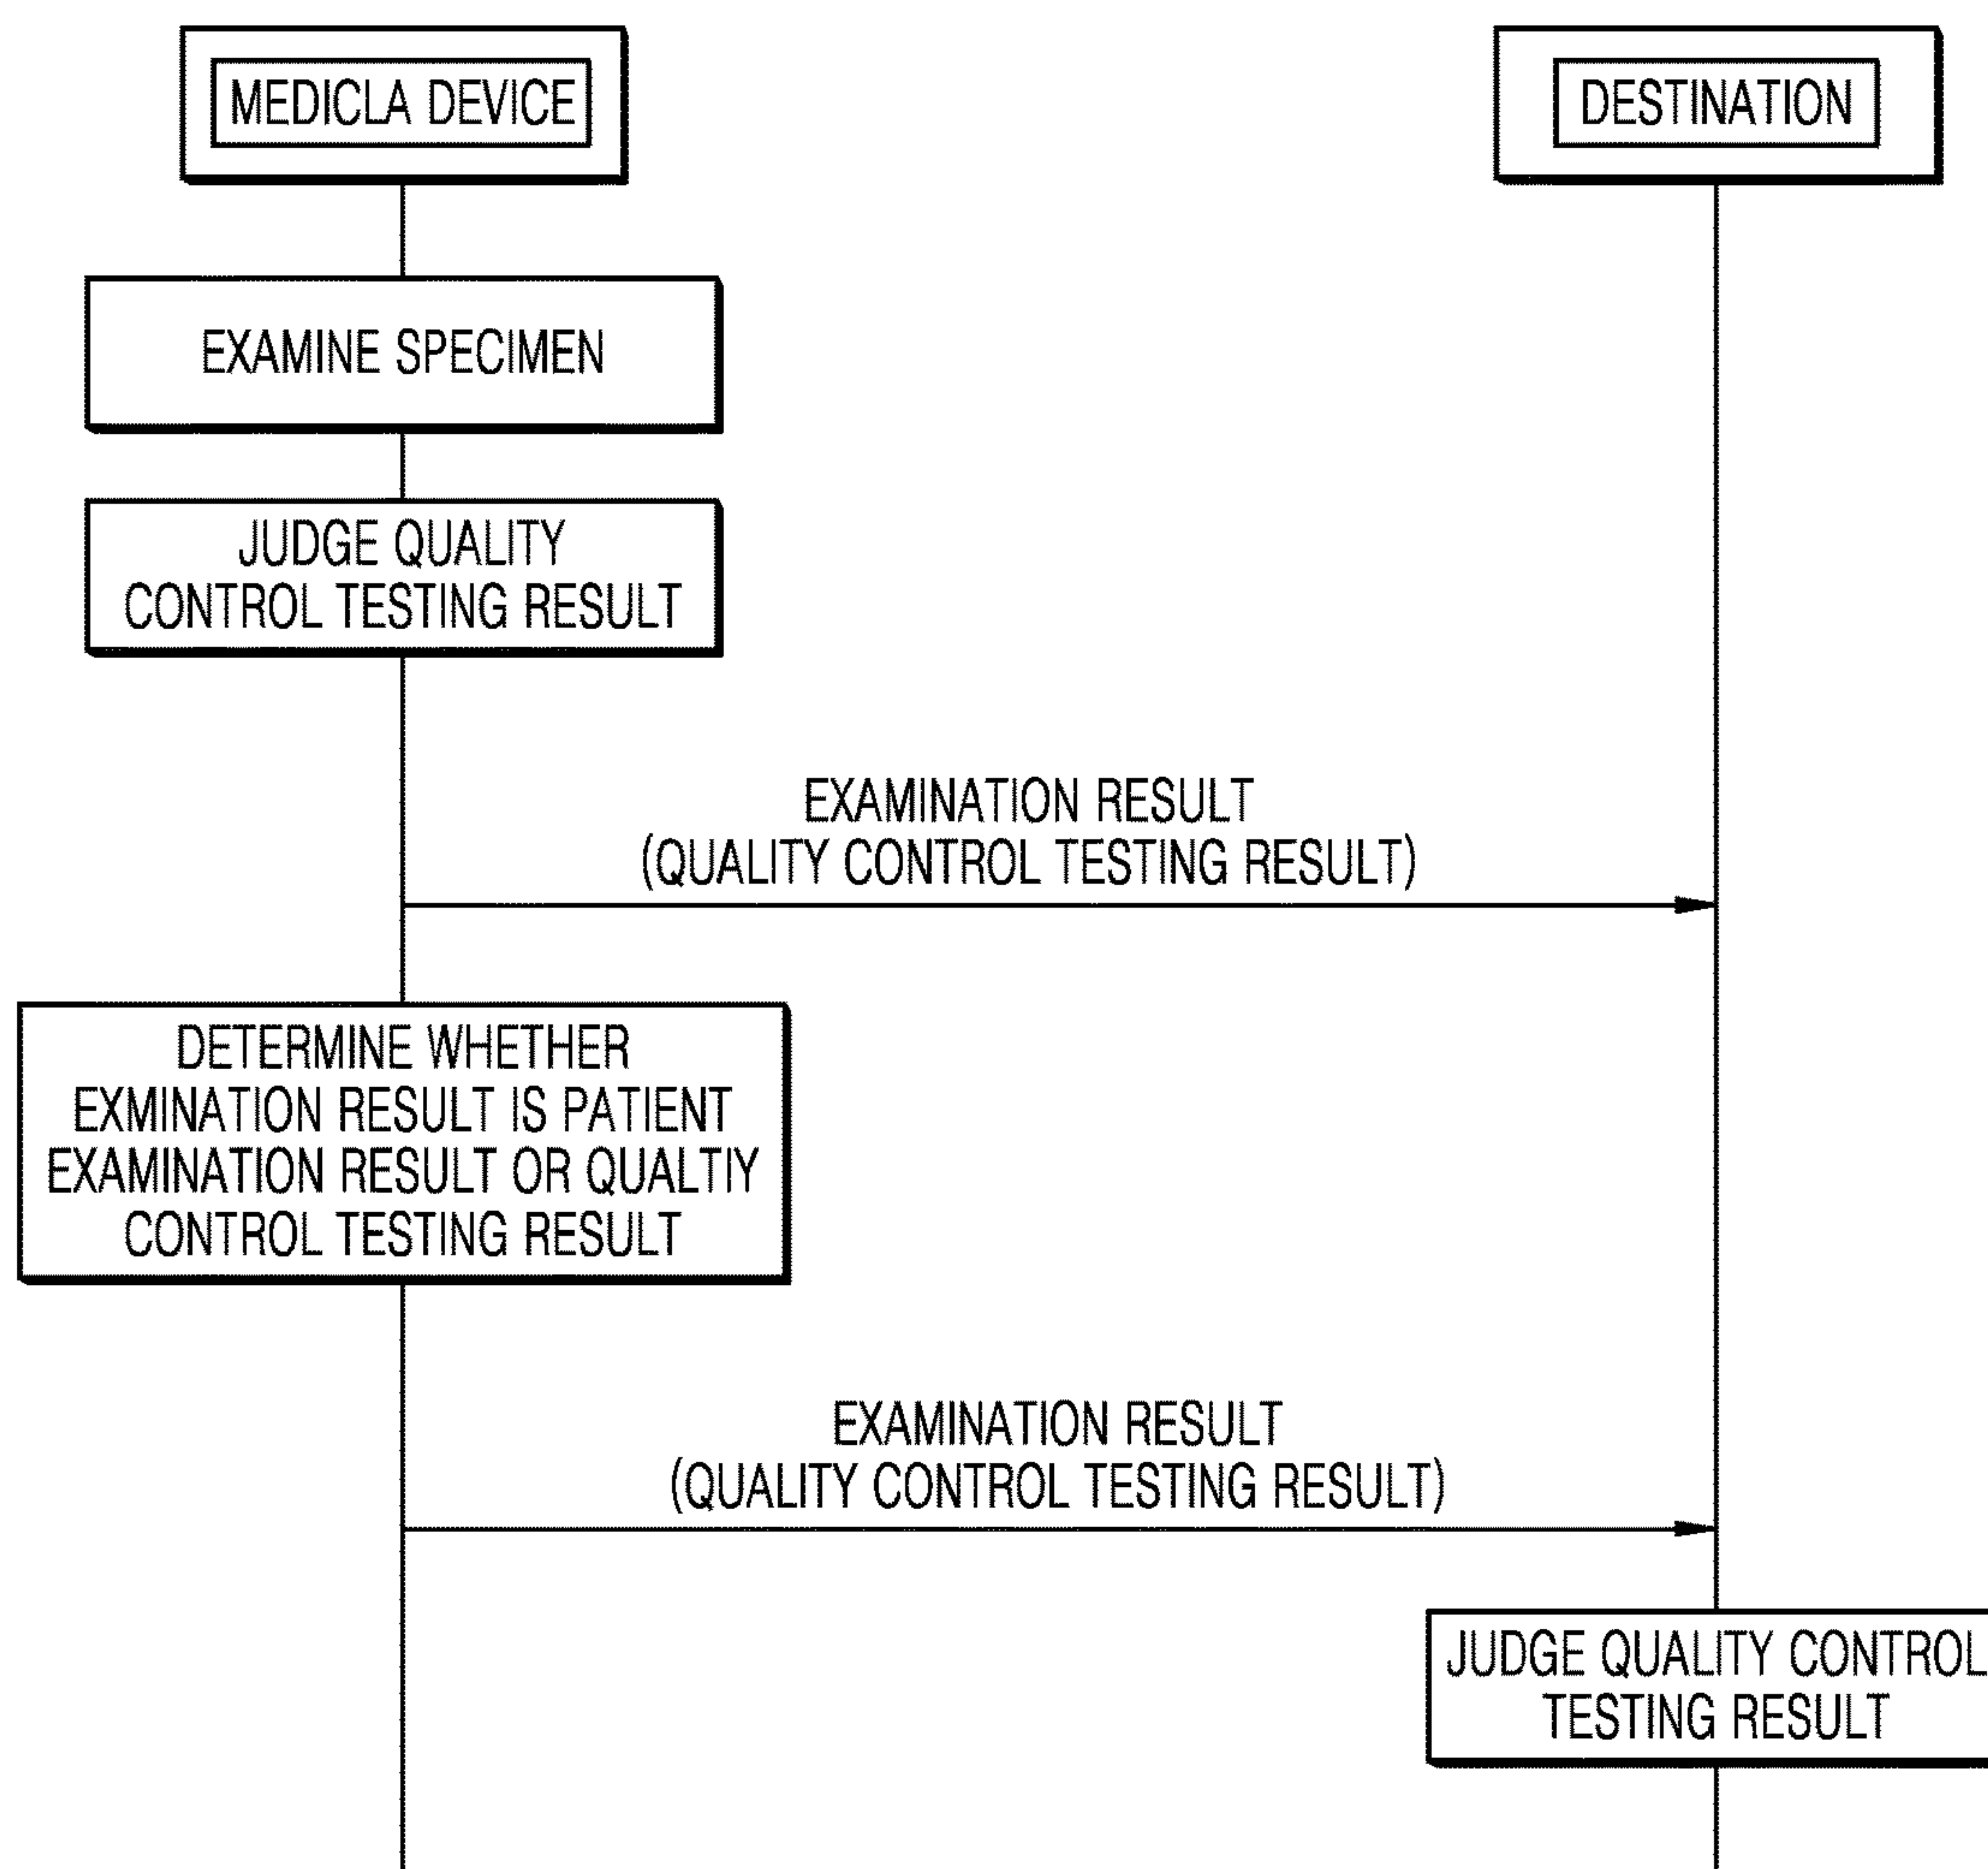 MEDICLA DEVICE
DESTINATION
EXAMINE SPECIMEN
JUDGE QUALITY
CONTROL TESTING RESULT
EXAMINATION RESULT
(QUALITY CONTROL TESTING RESULT)
DETERMINE WHETHER
EXMINATION RESULT IS PATIENT
EXAMINATION RESULT OR QUALTIY
CONTROL TESTING RESULT
EXAMINATION RESULT
(QUALITY CONTROL TESTING RESULT)
JUDGE QUALITY CONTROL
TESTING RESULT